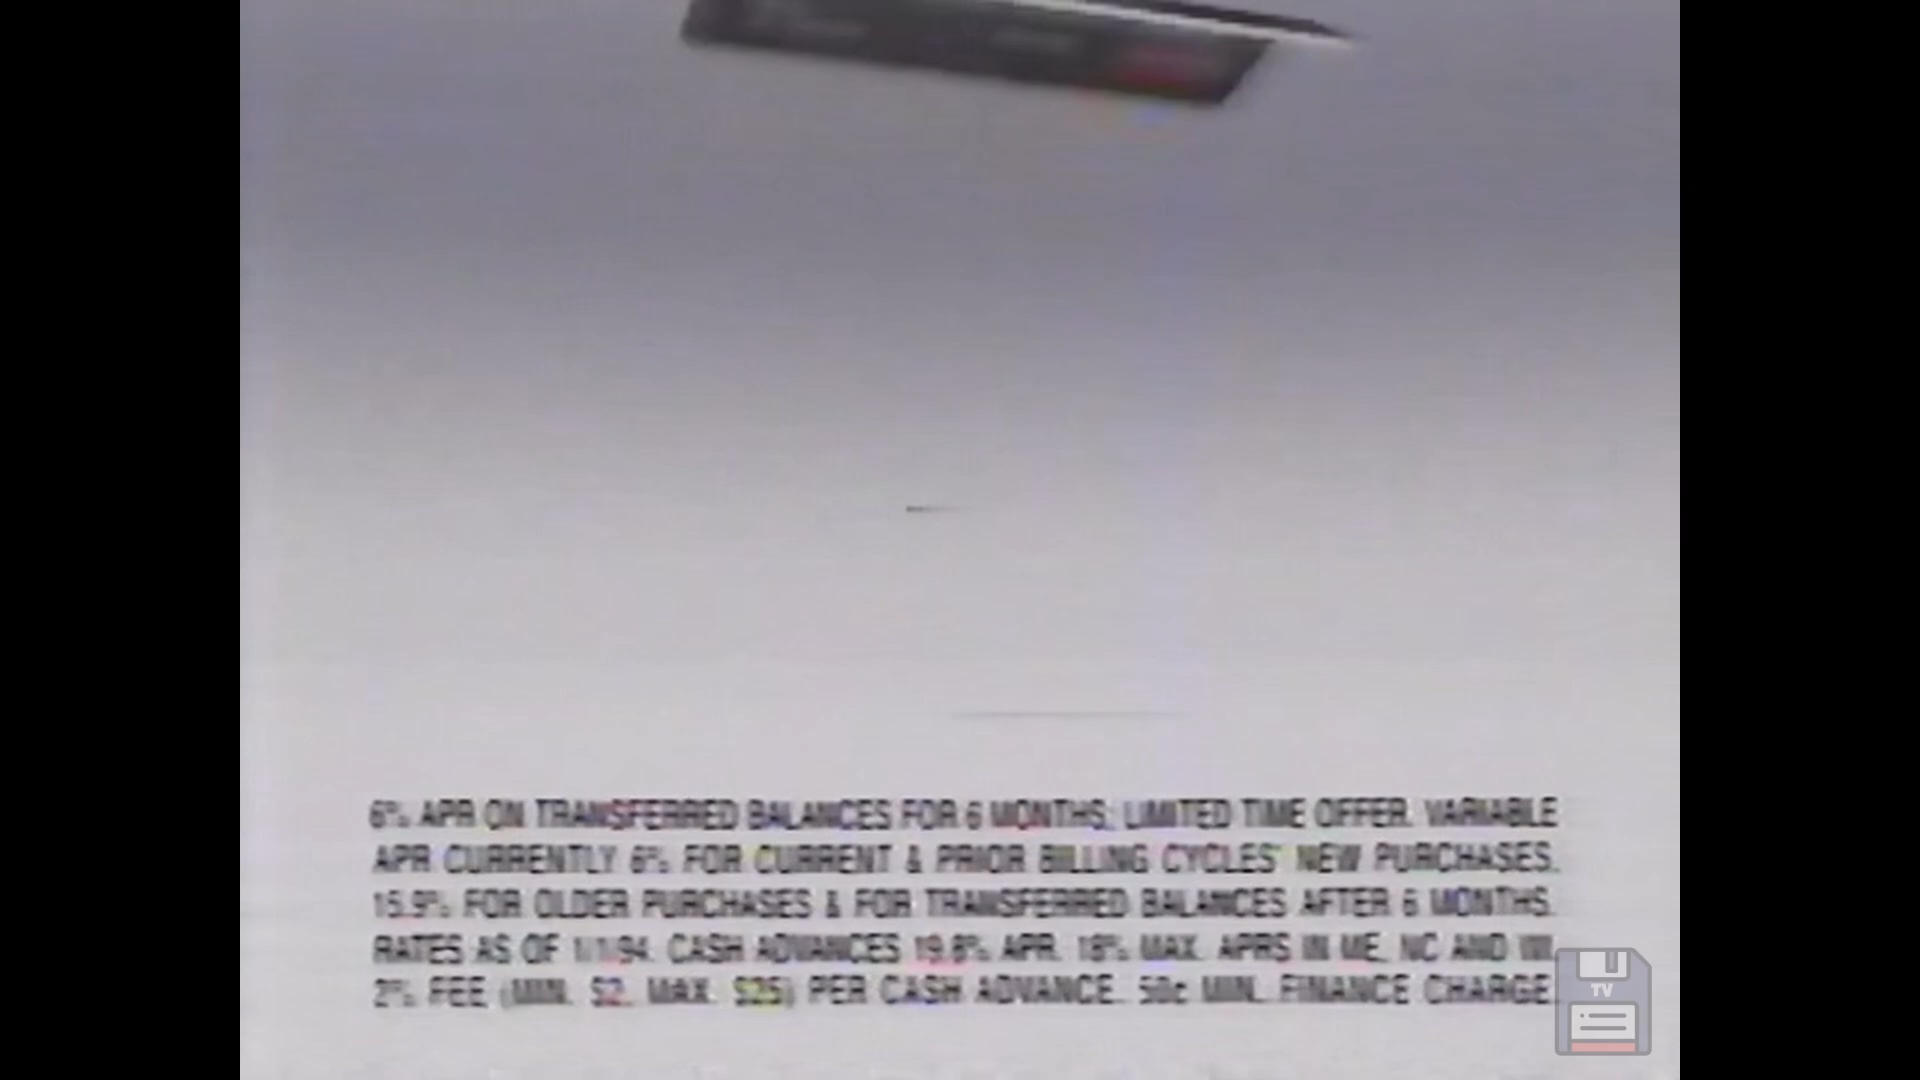 6% APR ON TRANSFERRED BALANCES FOR 6 MONTHS; LIMITED TIME OFFER. VARIABLE
APR CURRENTLY 6% FOR CURRENT & PRIOR BILLING CYCLES' NEW PURCHASES,
15.9% FOR OLDER PURCHASES & FOR TRANSFERRED BALANCES AFTER 6 MONTHS.
RATES AS OF 1/1/94. CASH ADVANCES 19.8% APR. 18% MAX. APRS IN ME, NC AND WI.
2% FEE (MIN. $2, MAX. $25) PER CASH ADVANCE. 50¢ MIN. FINANCE CHARGE.
TV